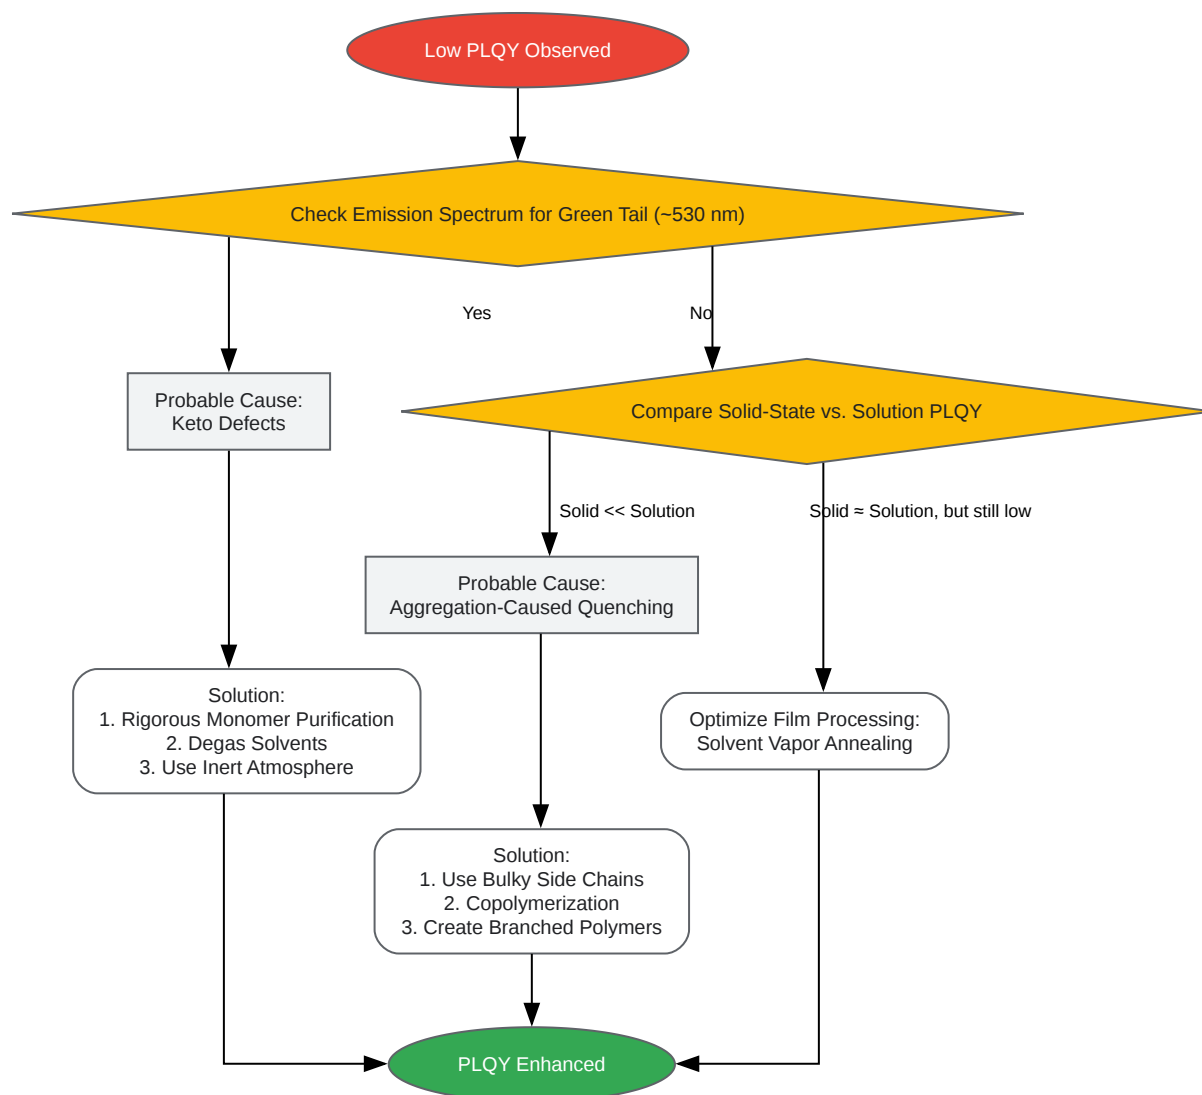 Low PLQY Observed
Check Emission Spectrum for Green Tail (~530 nm)
Yes
No
Probable Cause:
Keto Defects
Compare Solid-State vs. Solution PLQY
Solid << Solution
Solid ≈ Solution, but still low
Probable Cause:
Aggregation-Caused Quenching
Solution:
1. Rigorous Monomer Purification
2. Degas Solvents
3. Use Inert Atmosphere
Optimize Film Processing:
Solvent Vapor Annealing
Solution:
1. Use Bulky Side Chains
2. Copolymerization
3. Create Branched Polymers
PLQY Enhanced